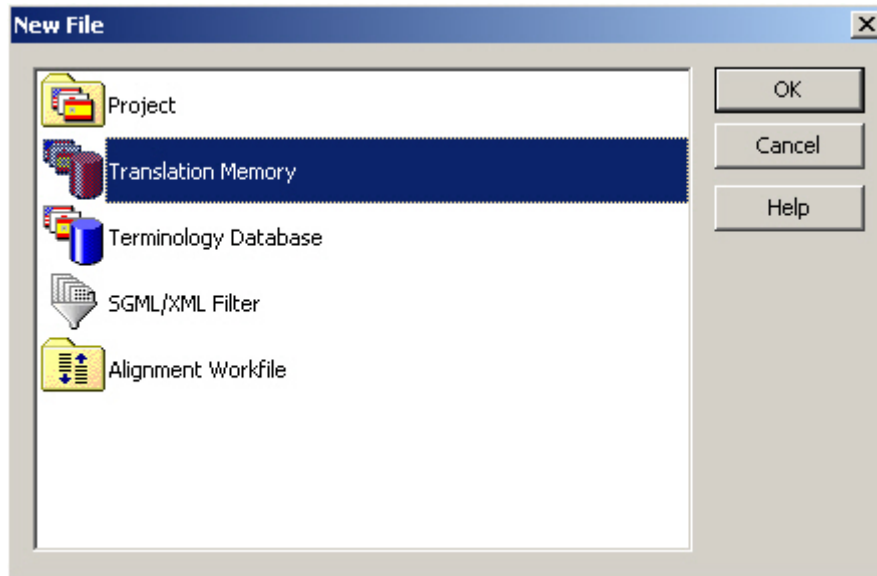 New File
Project
Translation Memory
Terminology Database
SGML/XML Filter
Alignment Workfile
OK
Cancel
Help